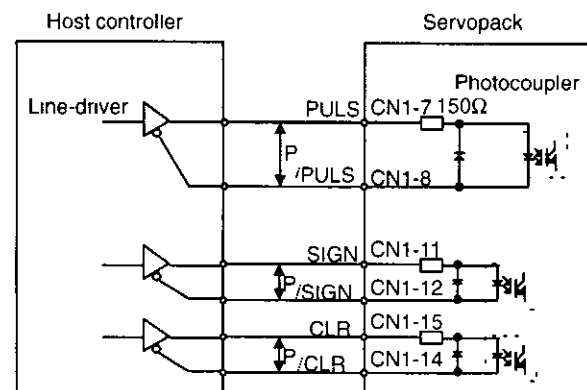 Host controller
Servopack
Photocoupler
Line-driver
PULS CN1-7 150Ω
P
/PULS CN1-8
SIGN CN1-11
P
/SIGN CN1-12
CLR CN1-15
P
/CLR CN1-14